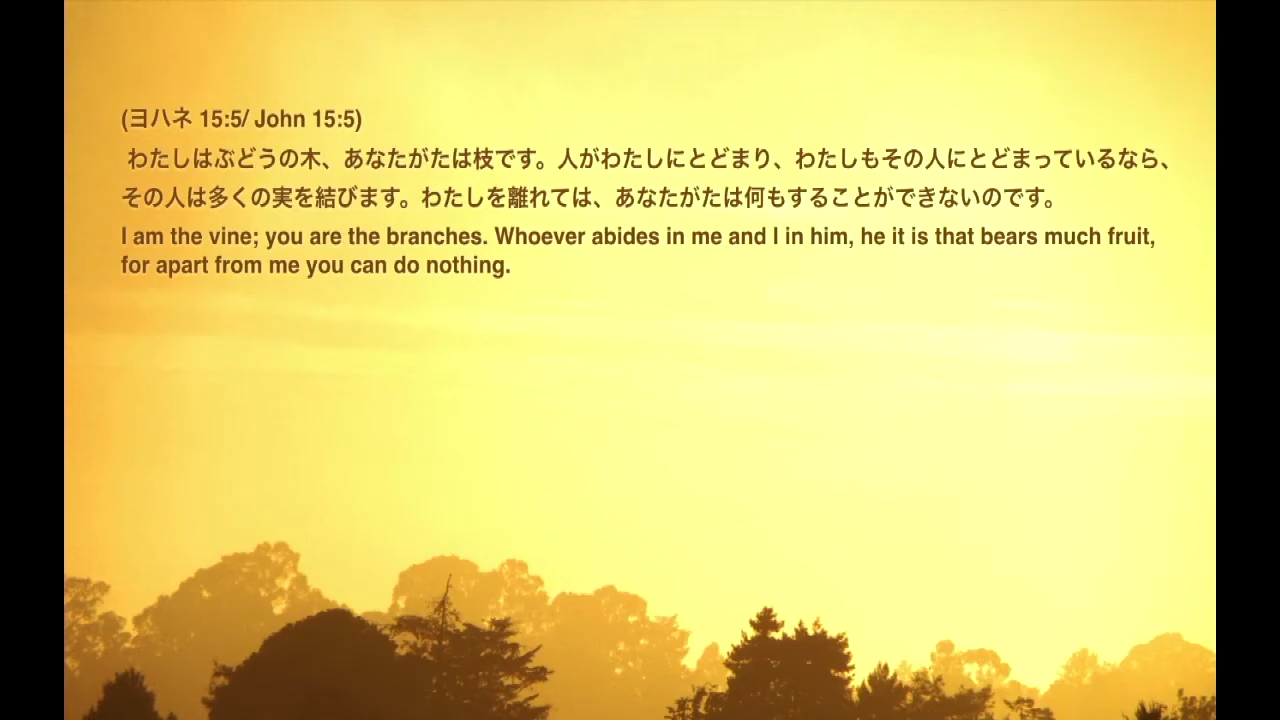 (ヨハネ 15:5/ John 15:5)
わたしはぶどうの木、あなたがたは枝です。人がわたしにとどまり、わたしもその人にとどまっているなら、
その人は多くの実を結びます。わたしを離れては、あなたがたは何もすることができないのです。
I am the vine; you are the branches. Whoever abides in me and I in him, he it is that bears much fruit,
for apart from me you can do nothing.